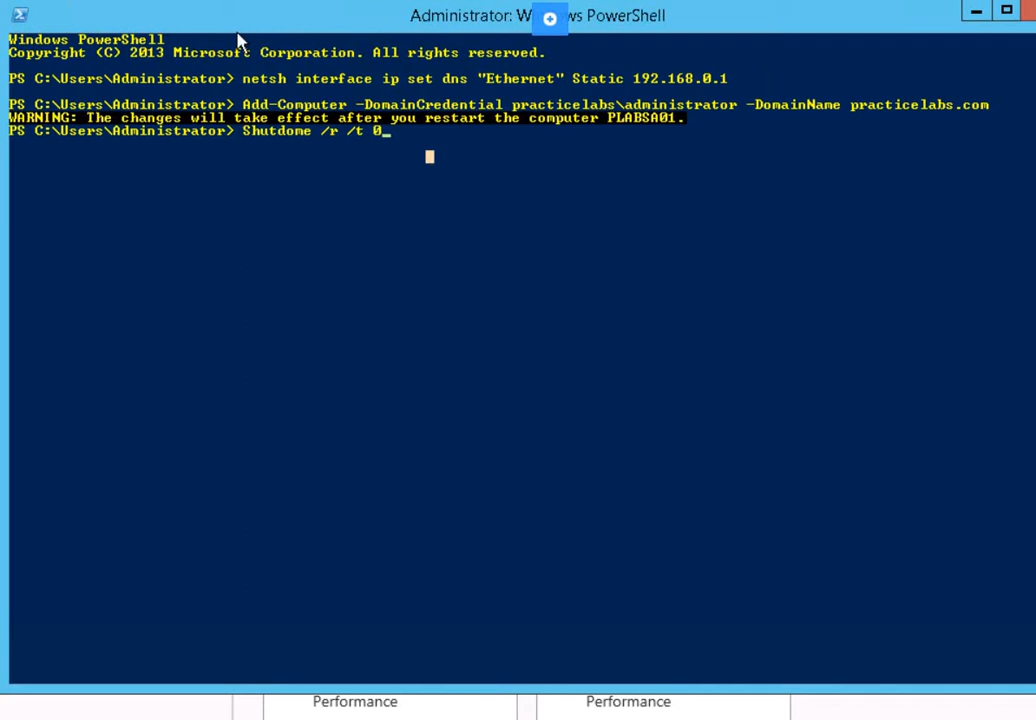 Administrator: W ws PowerShell
Windows PowerShell
Copyright (C) 2013 Microsoft Corporation. All rights reserved.
PS C:\Users\Administrator> netsh interface ip set dns "Ethernet" Static 192.168.0.1
PS C:\Users\Administrator> Add-Computer -DomainCredential practicelabs\administrator -DomainName practicelabs.com
WARNING: The changes will take effect after you restart the computer PLABSA01.
PS C:\Users\Administrator> Shutdome /r /t 0_
Performance
Performance